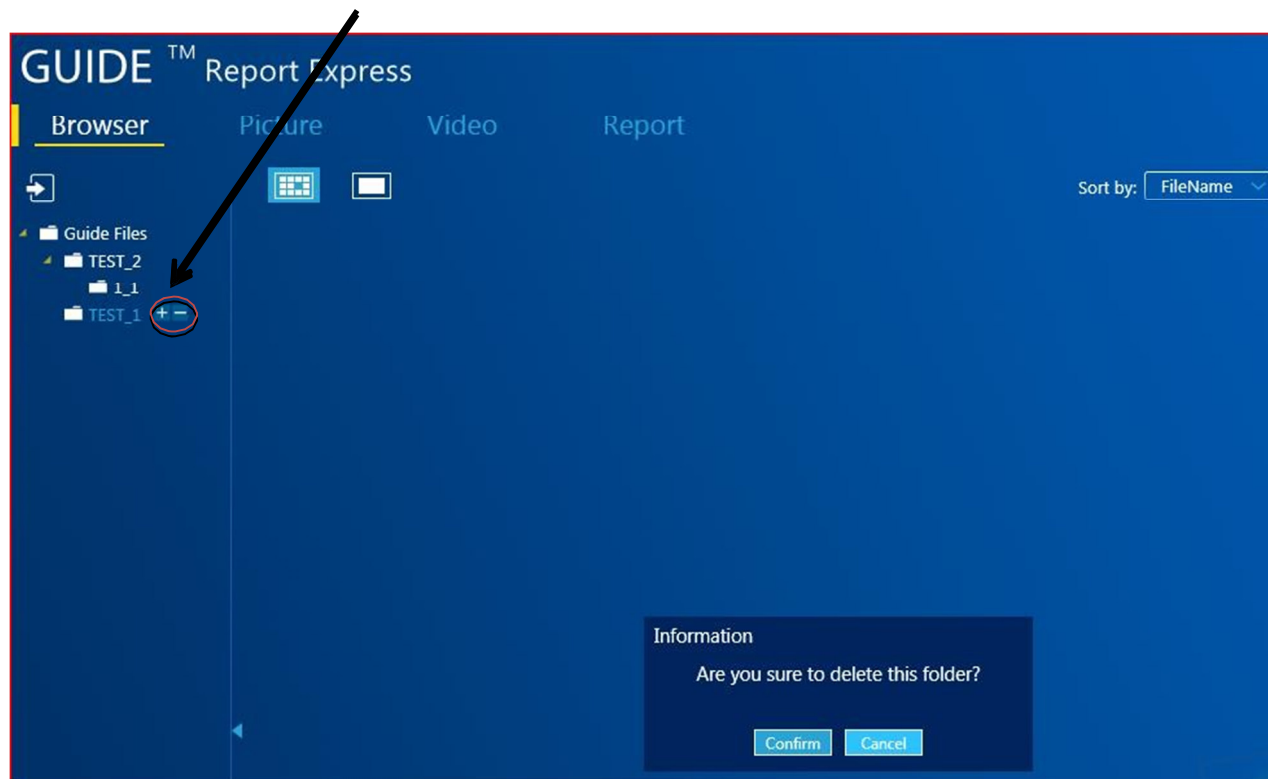 GUIDE ™ Report Express
Browser Picture Video Report
Sort by: FileName
Guide Files
TEST_2
1_1
TEST_1 + −
Information
Are you sure to delete this folder?
Confirm Cancel